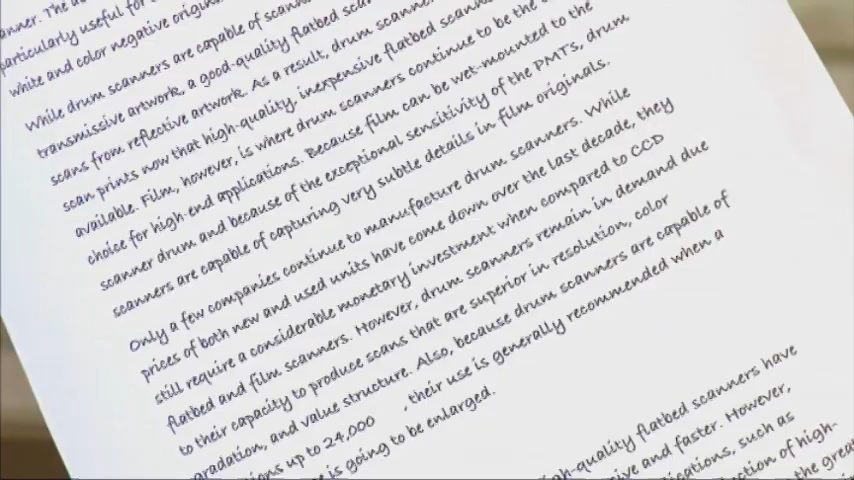 anner. The
particularly useful for
white and color negative origin
While drum scanners are capable of scann
transmissive artwork, a good-quality flatbed scan
scans from reflective artwork. As a result, drum scanner
scan prints now that high-quality, inexpensive flatbed scann
available. Film, however, is where drum scanners continue to be the
choice for high-end applications. Because film can be wet-mounted to the
scanner drum and because of the exceptional sensitivity of the PMTs, drum
scanners are capable of capturing very subtle details in film originals.
Only a few companies continue to manufacture drum scanners. While
prices of both new and used units have come down over the last decade, they
still require a considerable monetary investment when compared to CCD
flatbed and film scanners. However, drum scanners remain in demand due
to their capacity to produce scans that are superior in resolution, color
gradation, and value structure. Also, because drum scanners are capable of
ions up to 24,000 , their use is generally recommended when a
e is going to be enlarged.
gh-quality flatbed scanners have
ive and faster. However,
ications, such as
ction of high-
the great